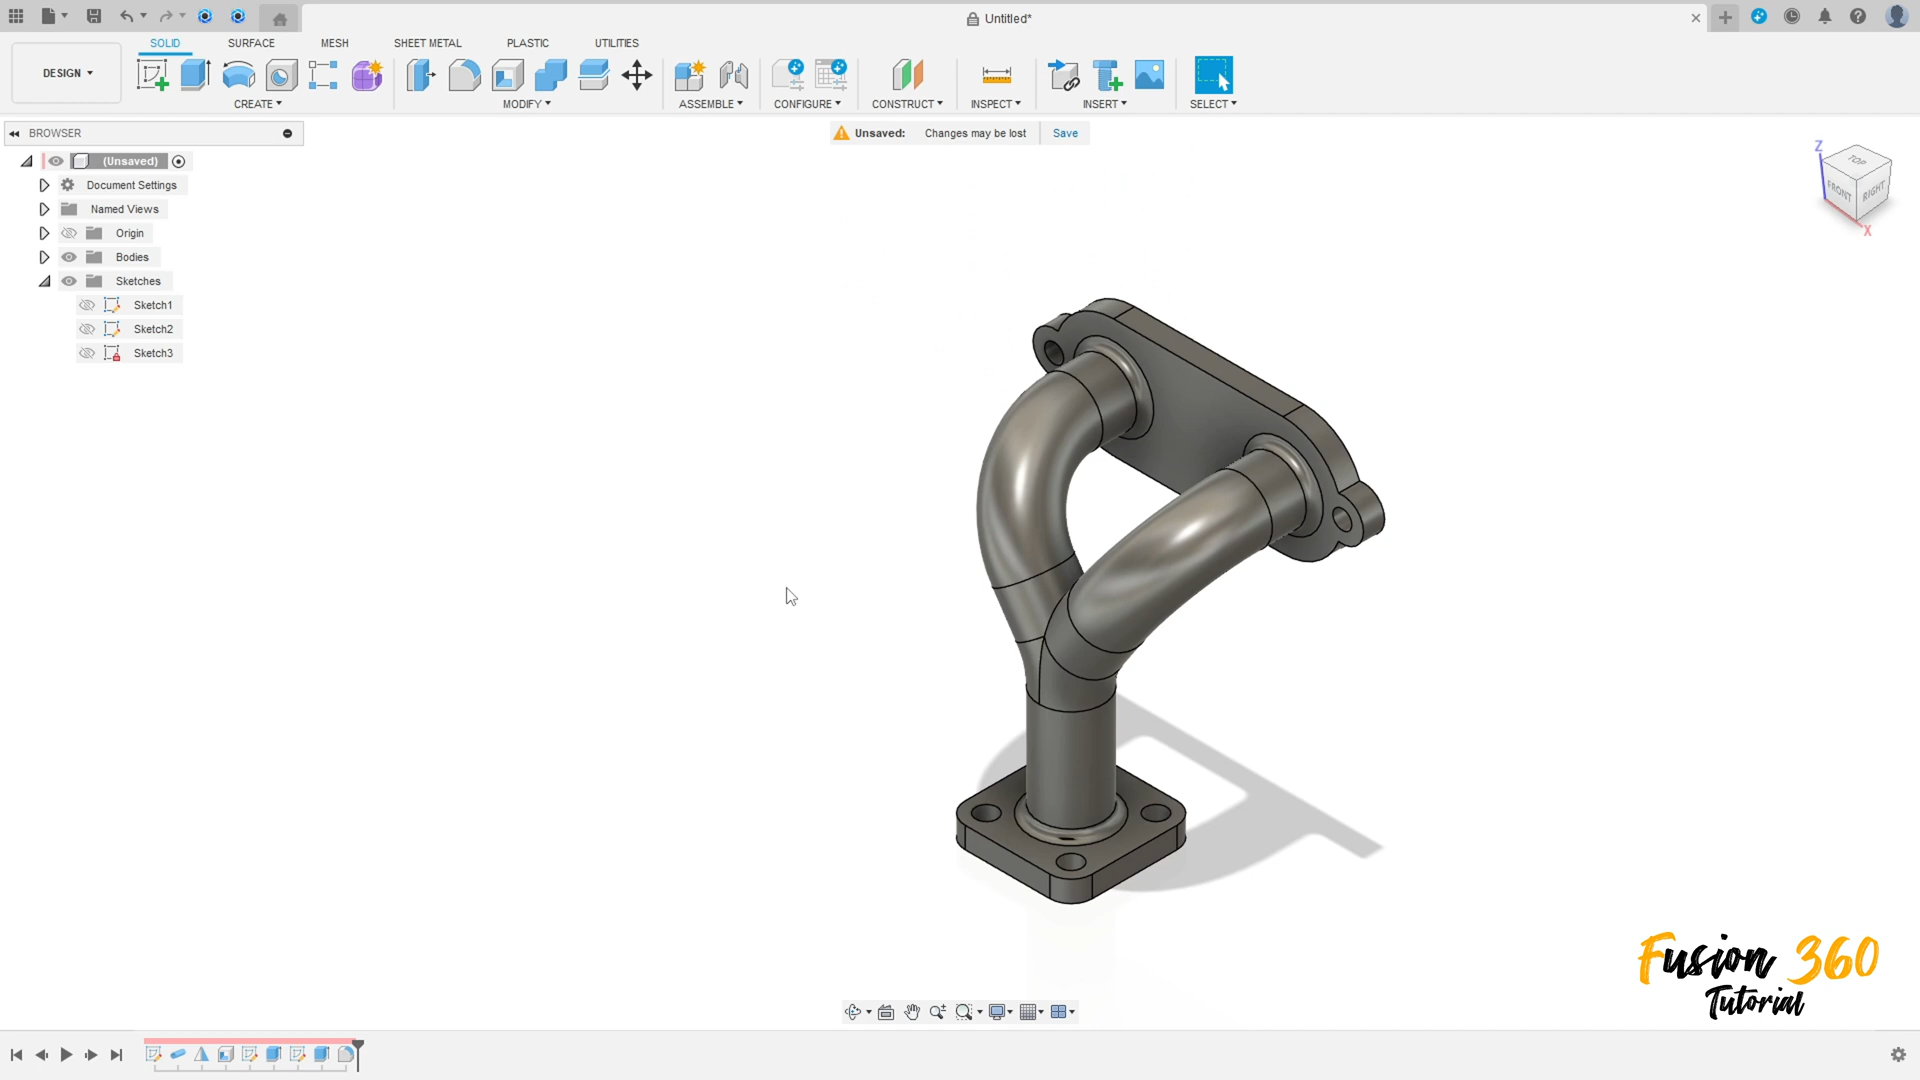 Untitled*
SOLID
SURFACE
MESH
SHEET METAL
PLASTIC
UTILITIES
DESIGN
CREATE
MODIFY
ASSEMBLE
CONFIGURE
CONSTRUCT
INSPECT
INSERT
SELECT
BROWSER
Unsaved: Changes may be lost Save
(Unsaved)
Document Settings
Named Views
Origin
Bodies
Sketches
Sketch1
Sketch2
Sketch3
Z
TOP
FRONT
RIGHT
X
Fusion 360
Tutorial